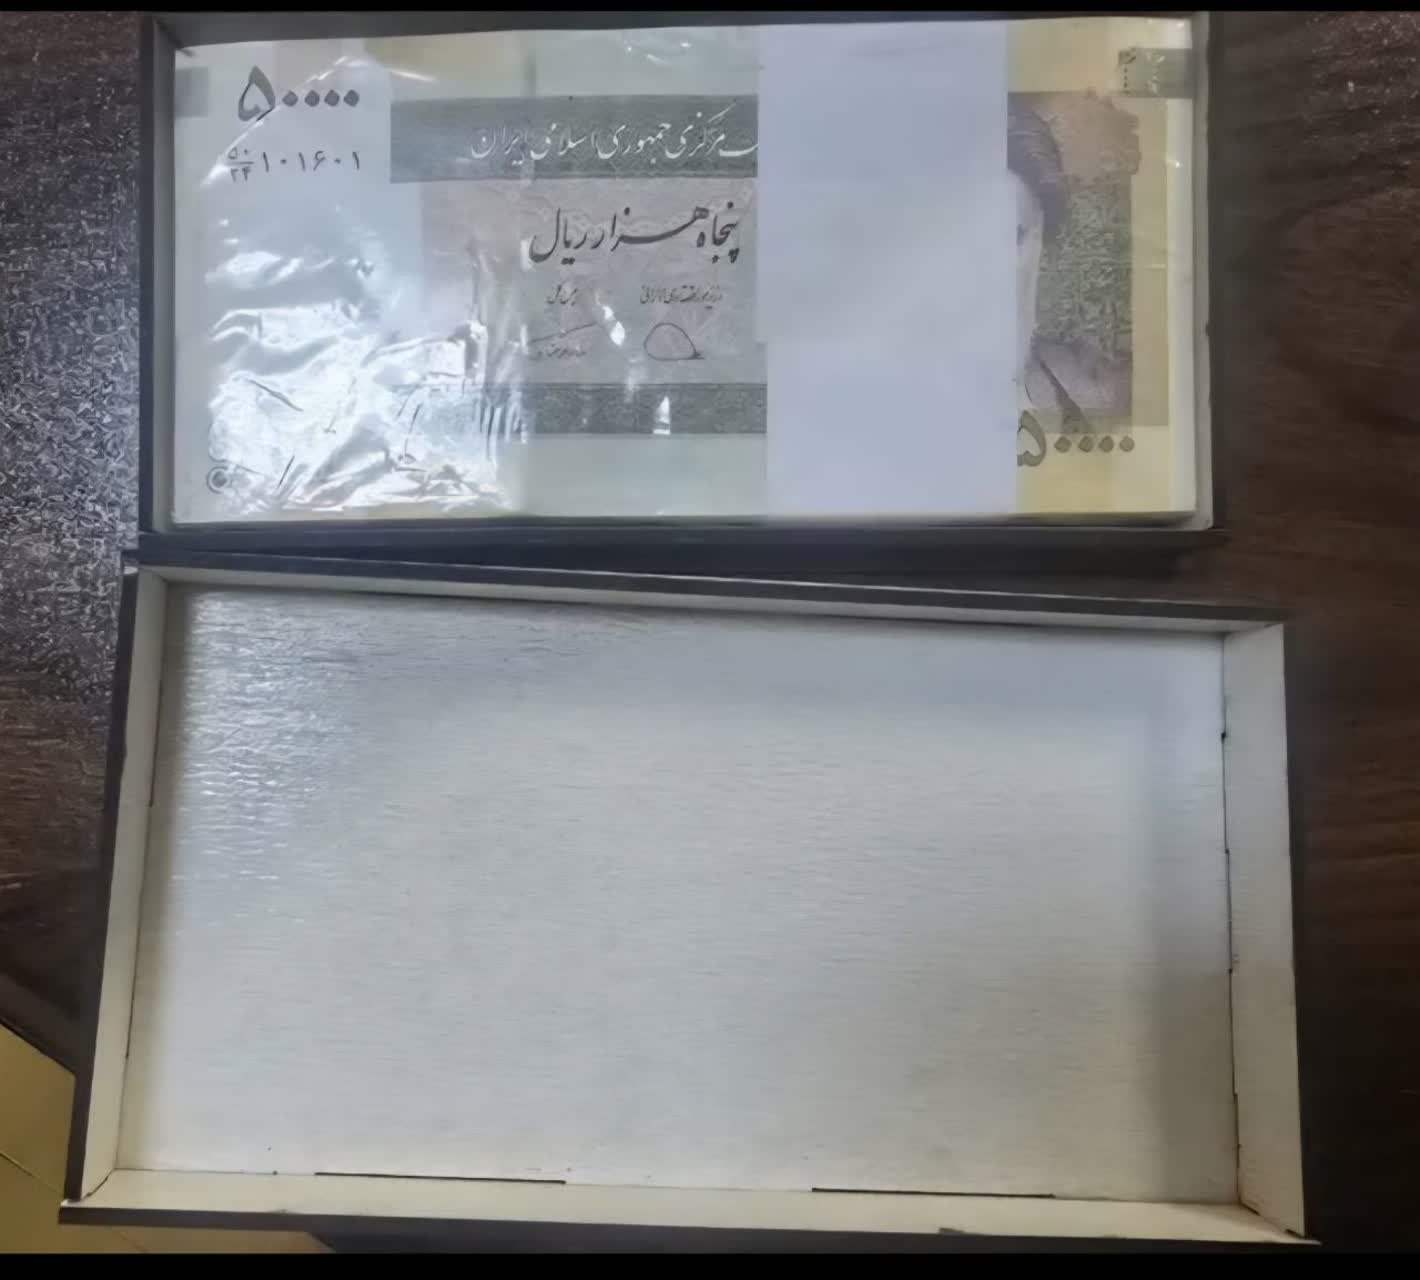 ۵۰۰۰۰
۵۰/۲۴ ۱۰۱۶۰۱
مرکزی جمهوری اسلامی ایران
پنجاه هزار ریال
۵۰۰۰۰